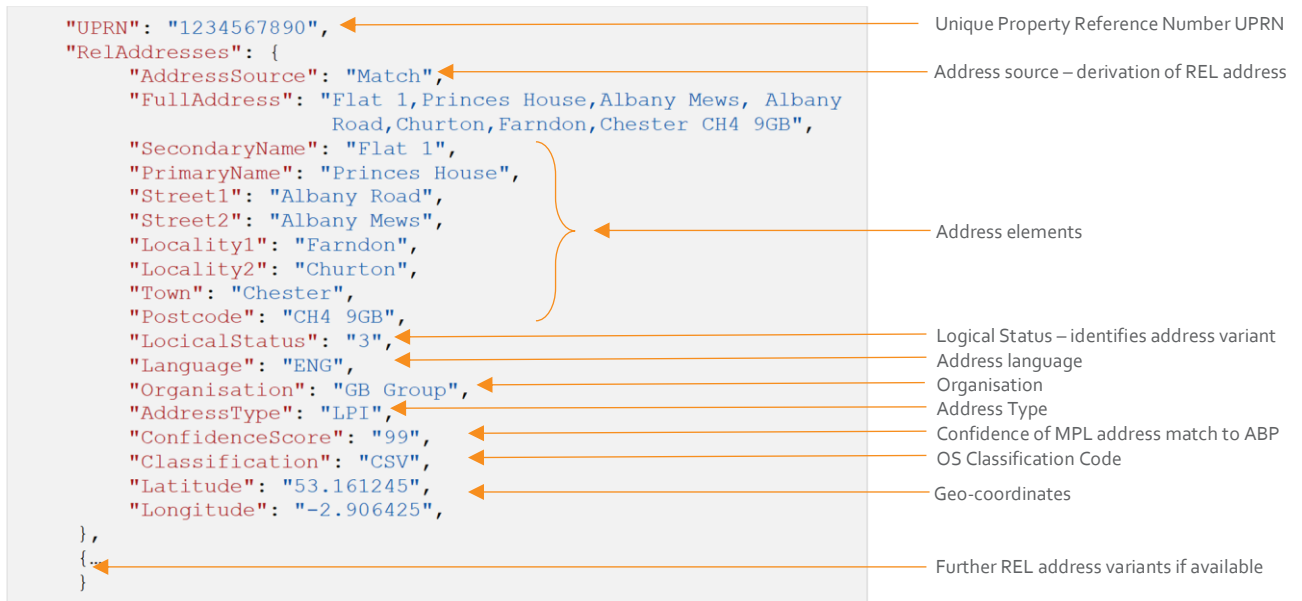 "UPRN": "1234567890", Unique Property Reference Number UPRN
"RelAddresses": {
"AddressSource": "Match", Address source – derivation of REL address
"FullAddress": "Flat 1,Princes House,Albany Mews, Albany
Road,Churton,Farndon,Chester CH4 9GB",
"SecondaryName": "Flat 1",
"PrimaryName": "Princes House",
"Street1": "Albany Road",
"Street2": "Albany Mews",
"Locality1": "Farndon", Address elements
"Locality2": "Churton",
"Town": "Chester",
"Postcode": "CH4 9GB",
"LocicalStatus": "3", Logical Status – identifies address variant
"Language": "ENG", Address language
"Organisation": "GB Group", Organisation
"AddressType": "LPI", Address Type
"ConfidenceScore": "99", Confidence of MPL address match to ABP
"Classification": "CSV", OS Classification Code
"Latitude": "53.161245", Geo-coordinates
"Longitude": "-2.906425",
},
{… Further REL address variants if available
}